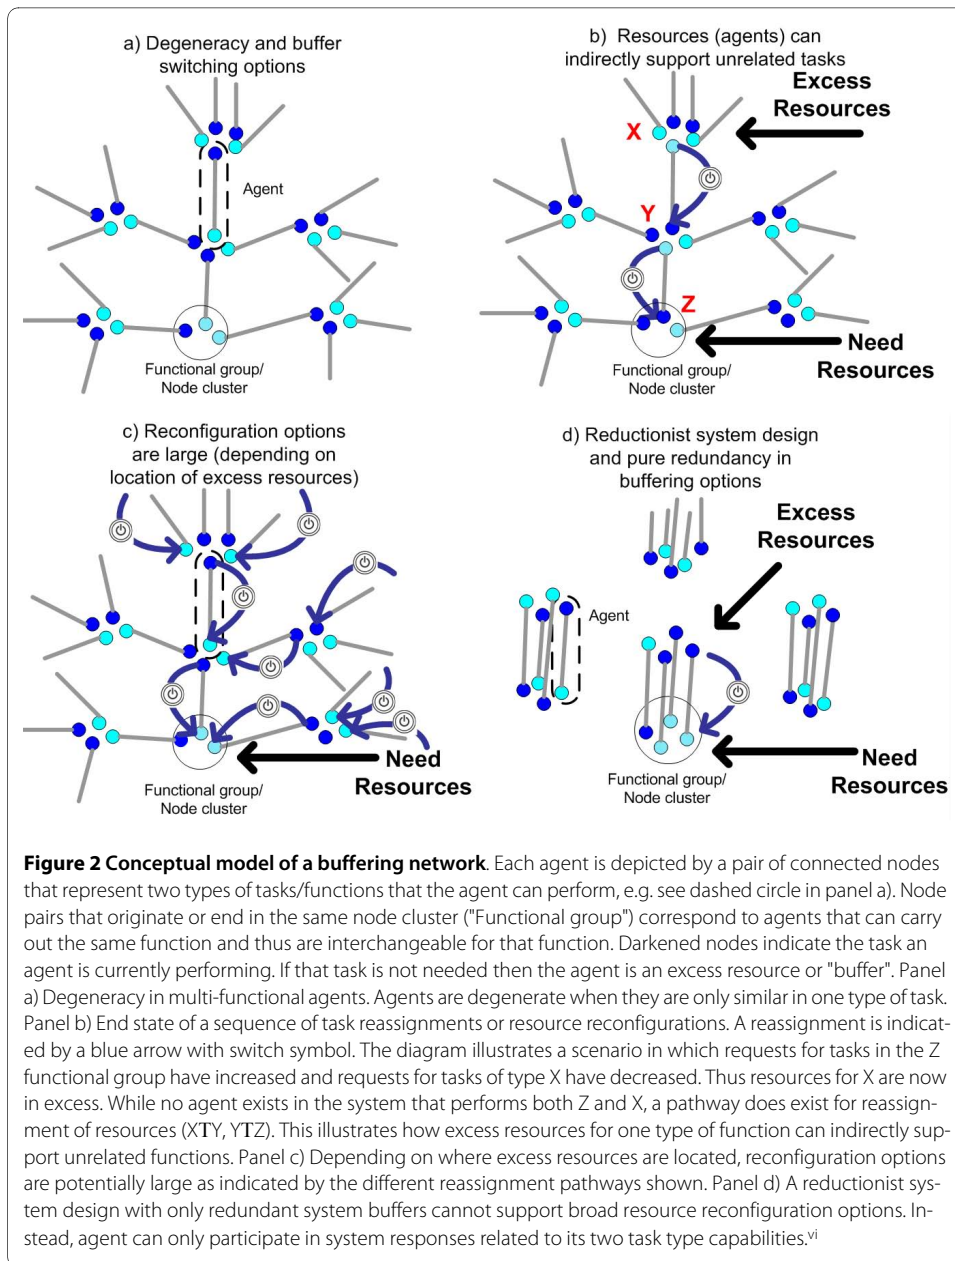 a) Degeneracy and buffer
switching options
Agent
Functional group/
Node cluster
b) Resources (agents) can
indirectly support unrelated tasks
Excess
Resources
X
Y
Z
Need
Resources
Functional group/
Node cluster
c) Reconfiguration options
are large (depending on
location of excess resources)
Need
Resources
Functional group/
Node cluster
d) Reductionist system design
and pure redundancy in
buffering options
Excess
Resources
Agent
Need
Resources
Functional group/
Node cluster
Figure 2 Conceptual model of a buffering network. Each agent is depicted by a pair of connected nodes
that represent two types of tasks/functions that the agent can perform, e.g. see dashed circle in panel a). Node
pairs that originate or end in the same node cluster ("Functional group") correspond to agents that can carry
out the same function and thus are interchangeable for that function. Darkened nodes indicate the task an
agent is currently performing. If that task is not needed then the agent is an excess resource or "buffer". Panel
a) Degeneracy in multi-functional agents. Agents are degenerate when they are only similar in one type of task.
Panel b) End state of a sequence of task reassignments or resource reconfigurations. A reassignment is indicat-
ed by a blue arrow with switch symbol. The diagram illustrates a scenario in which requests for tasks in the Z
functional group have increased and requests for tasks of type X have decreased. Thus resources for X are now
in excess. While no agent exists in the system that performs both Z and X, a pathway does exist for reassign-
ment of resources (XTY, YTZ). This illustrates how excess resources for one type of function can indirectly sup-
port unrelated functions. Panel c) Depending on where excess resources are located, reconfiguration options
are potentially large as indicated by the different reassignment pathways shown. Panel d) A reductionist sys-
tem design with only redundant system buffers cannot support broad resource reconfiguration options. In-
stead, agent can only participate in system responses related to its two task type capabilities.vi